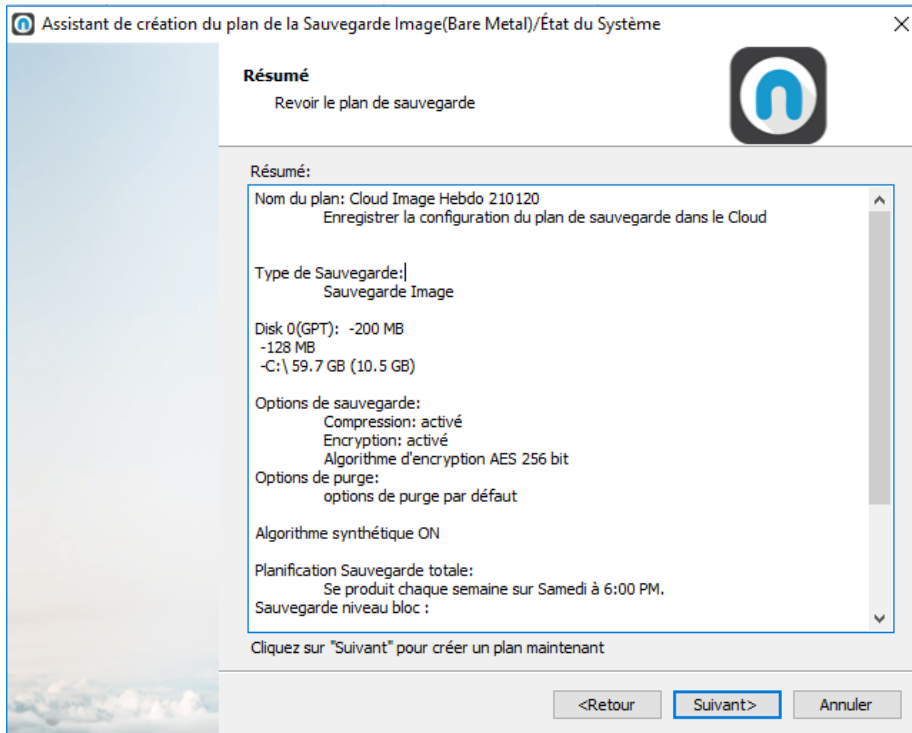 Assistant de création du plan de la Sauvegarde Image(Bare Metal)/État du Système
Résumé
Revoir le plan de sauvegarde
Résumé:
Nom du plan: Cloud Image Hebdo 210120
Enregistrer la configuration du plan de sauvegarde dans le Cloud
Type de Sauvegarde:
Sauvegarde Image
Disk 0(GPT): -200 MB
-128 MB
-C:\ 59.7 GB (10.5 GB)
Options de sauvegarde:
Compression: activé
Encryption: activé
Algorithme d'encryption AES 256 bit
Options de purge:
options de purge par défaut
Algorithme synthétique ON
Planification Sauvegarde totale:
Se produit chaque semaine sur Samedi à 6:00 PM.
Sauvegarde niveau bloc :
Cliquez sur "Suivant" pour créer un plan maintenant
<Retour
Suivant>
Annuler